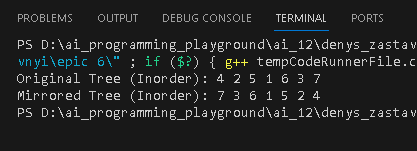 PROBLEMS OUTPUT DEBUG CONSOLE TERMINAL PORTS
PS D:\ai_programming_playground\ai_12\denys_zastav
vnyi\epic 6\" ; if ($?) { g++ tempCodeRunnerFile.c
Original Tree (Inorder): 4 2 5 1 6 3 7
Mirrored Tree (Inorder): 7 3 6 1 5 2 4
PS D:\ai_programming_playground\ai_12\denys_zastav